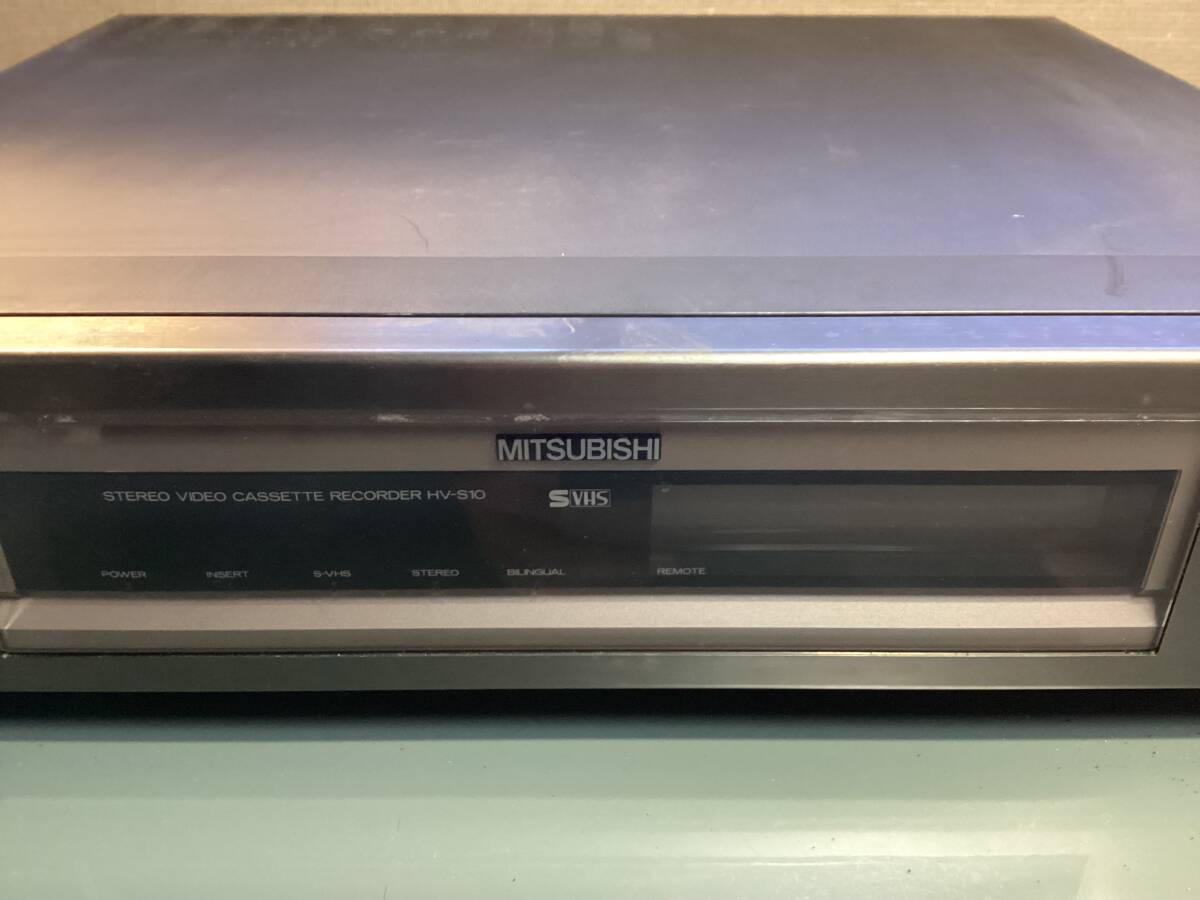 MITSUBISHI
STEREO VIDEO CASSETTE RECORDER HV-S10
S VHS
POWER INSERT S-VHS STEREO BILINGUAL REMOTE